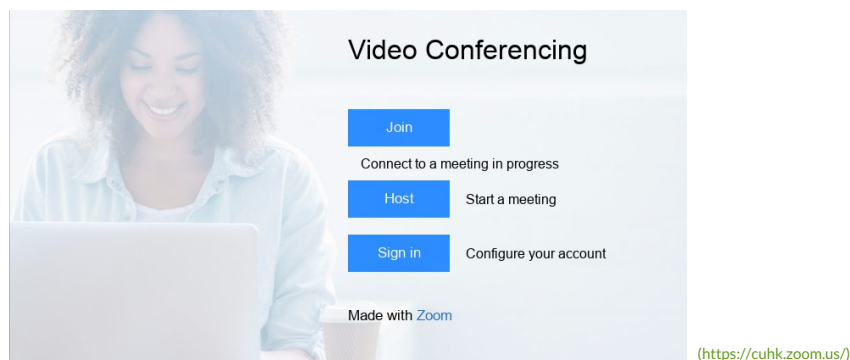 Video Conferencing
Join
Connect to a meeting in progress
Host Start a meeting
Sign in Configure your account
Made with Zoom
(https://cuhk.zoom.us/)